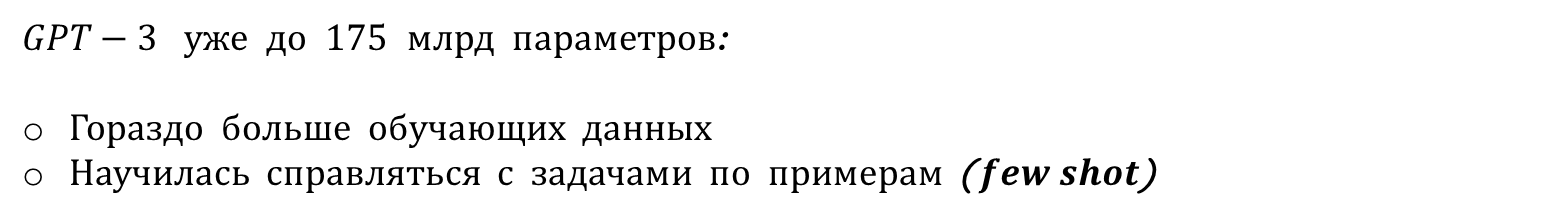 GPT − 3 уже до 175 млрд параметров:
o Гораздо больше обучающих данных
o Научилась справляться с задачами по примерам (few shot)